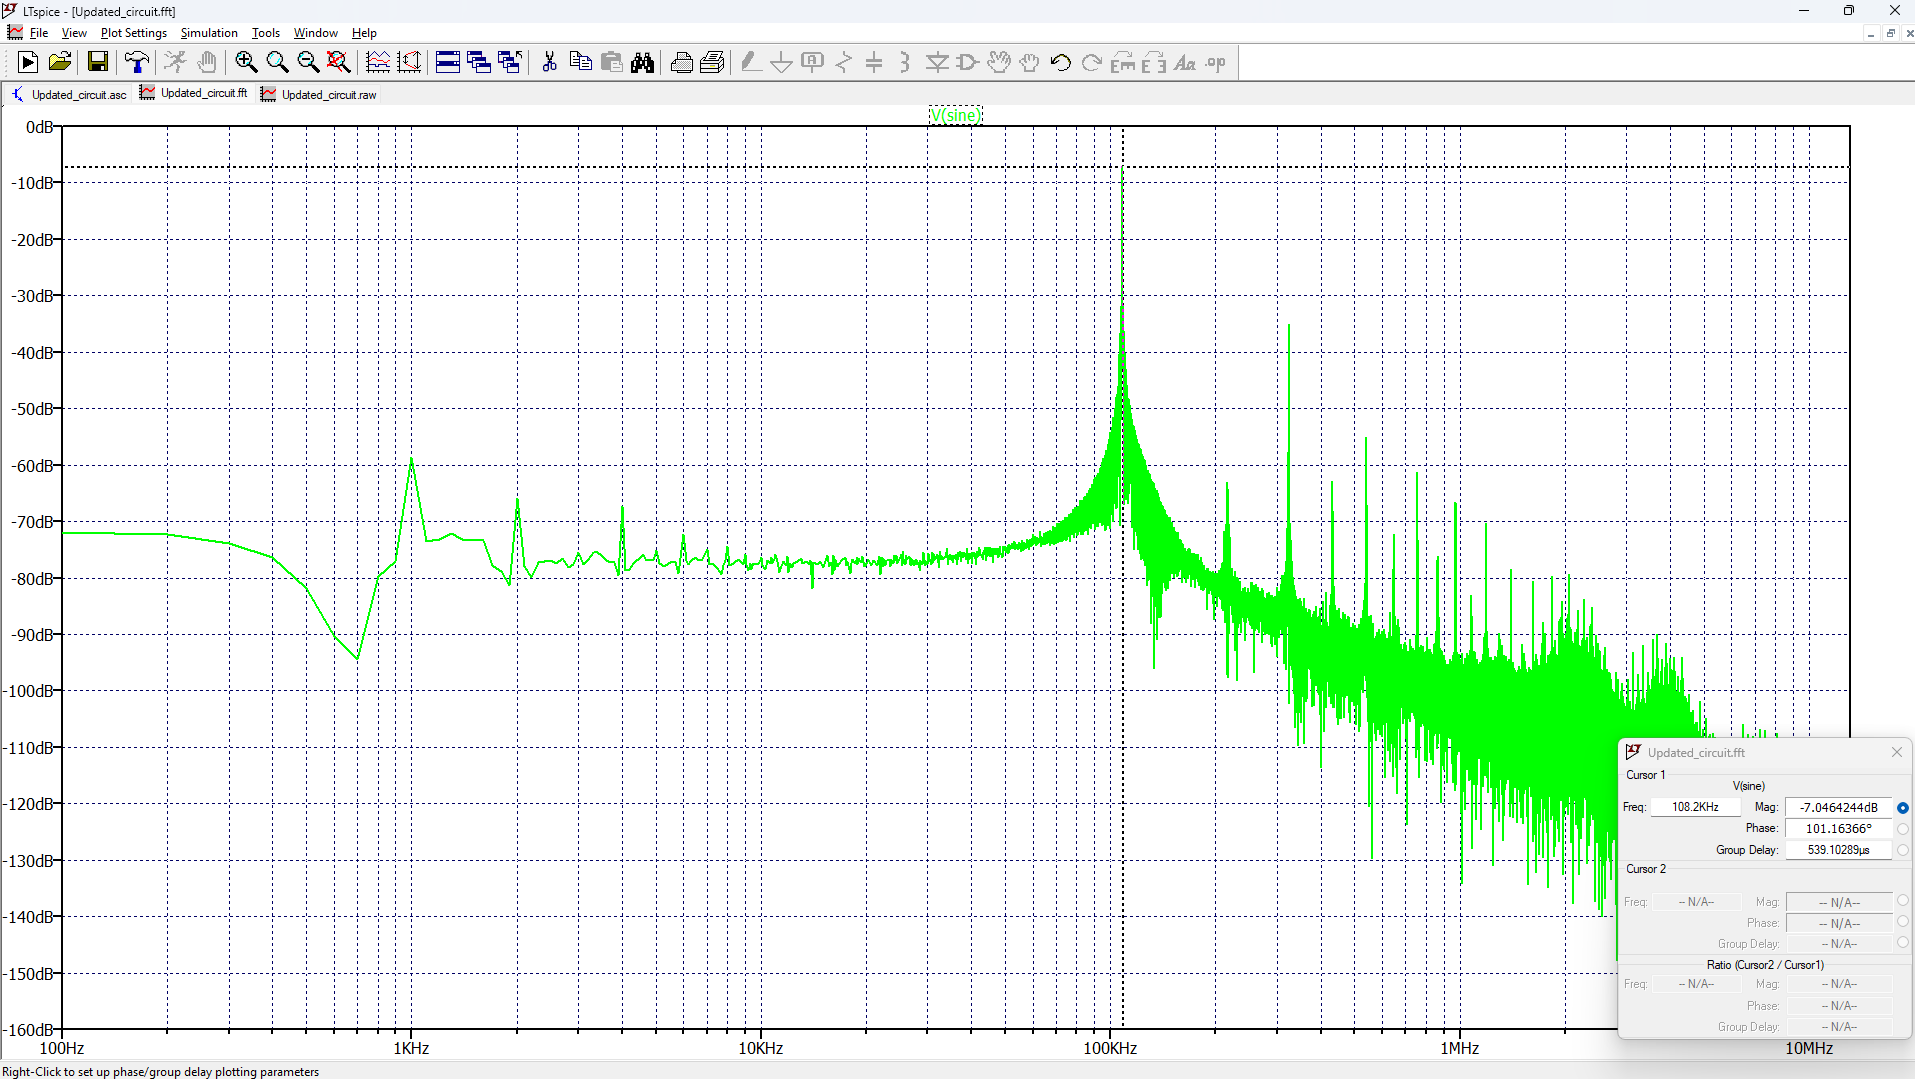 LTspice - [Updated_circuit.fft]
File View Plot Settings Simulation Tools Window Help
Updated_circuit.asc Updated_circuit.fft Updated_circuit.raw
V(sine)
0dB
-10dB
-20dB
-30dB
-40dB
-50dB
-60dB
-70dB
-80dB
-90dB
-100dB
-110dB
-120dB
-130dB
-140dB
-150dB
-160dB
100Hz 1KHz 10KHz 100KHz 1MHz 10MHz
Updated_circuit.fft
Cursor 1
V(sine)
Freq: 108.2KHz Mag: -7.0464244dB
Phase: 101.16366°
Group Delay: 539.10289µs
Cursor 2
Freq: -- N/A-- Mag: -- N/A--
Phase: -- N/A--
Group Delay: -- N/A--
Ratio (Cursor2 / Cursor1)
Freq: -- N/A-- Mag: -- N/A--
Phase: -- N/A--
Group Delay: -- N/A--
Right-Click to set up phase/group delay plotting parameters